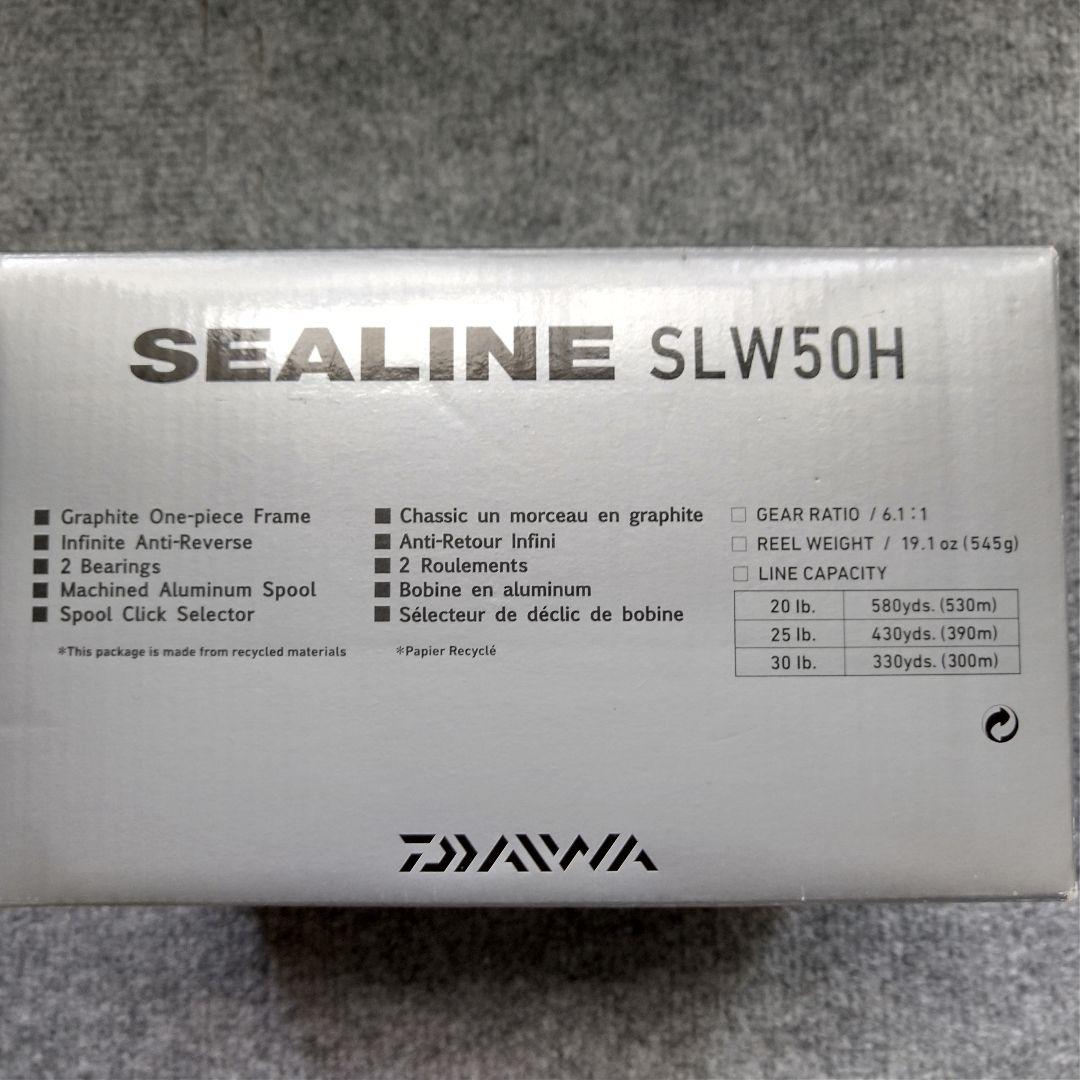 SEALINE SLW50H
■ Graphite One-piece Frame
■ Infinite Anti-Reverse
■ 2 Bearings
■ Machined Aluminum Spool
■ Spool Click Selector
*This package is made from recycled materials
■ Chassic un morceau en graphite
■ Anti-Retour Infini
■ 2 Roulements
■ Bobine en aluminum
■ Sélecteur de déclic de bobine
*Papier Recyclé
□ GEAR RATIO / 6.1:1
□ REEL WEIGHT / 19.1 oz (545g)
□ LINE CAPACITY
20 lb. 580yds. (530m)
25 lb. 430yds. (390m)
30 lb. 330yds. (300m)
DAIWA